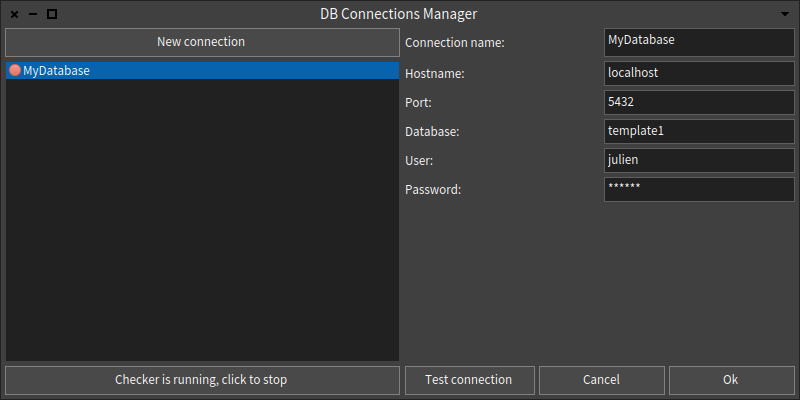 DB Connections Manager
New connection
MyDatabase
Connection name: MyDatabase
Hostname: localhost
Port: 5432
Database: template1
User: julien
Password: ******
Checker is running, click to stop
Test connection
Cancel
Ok